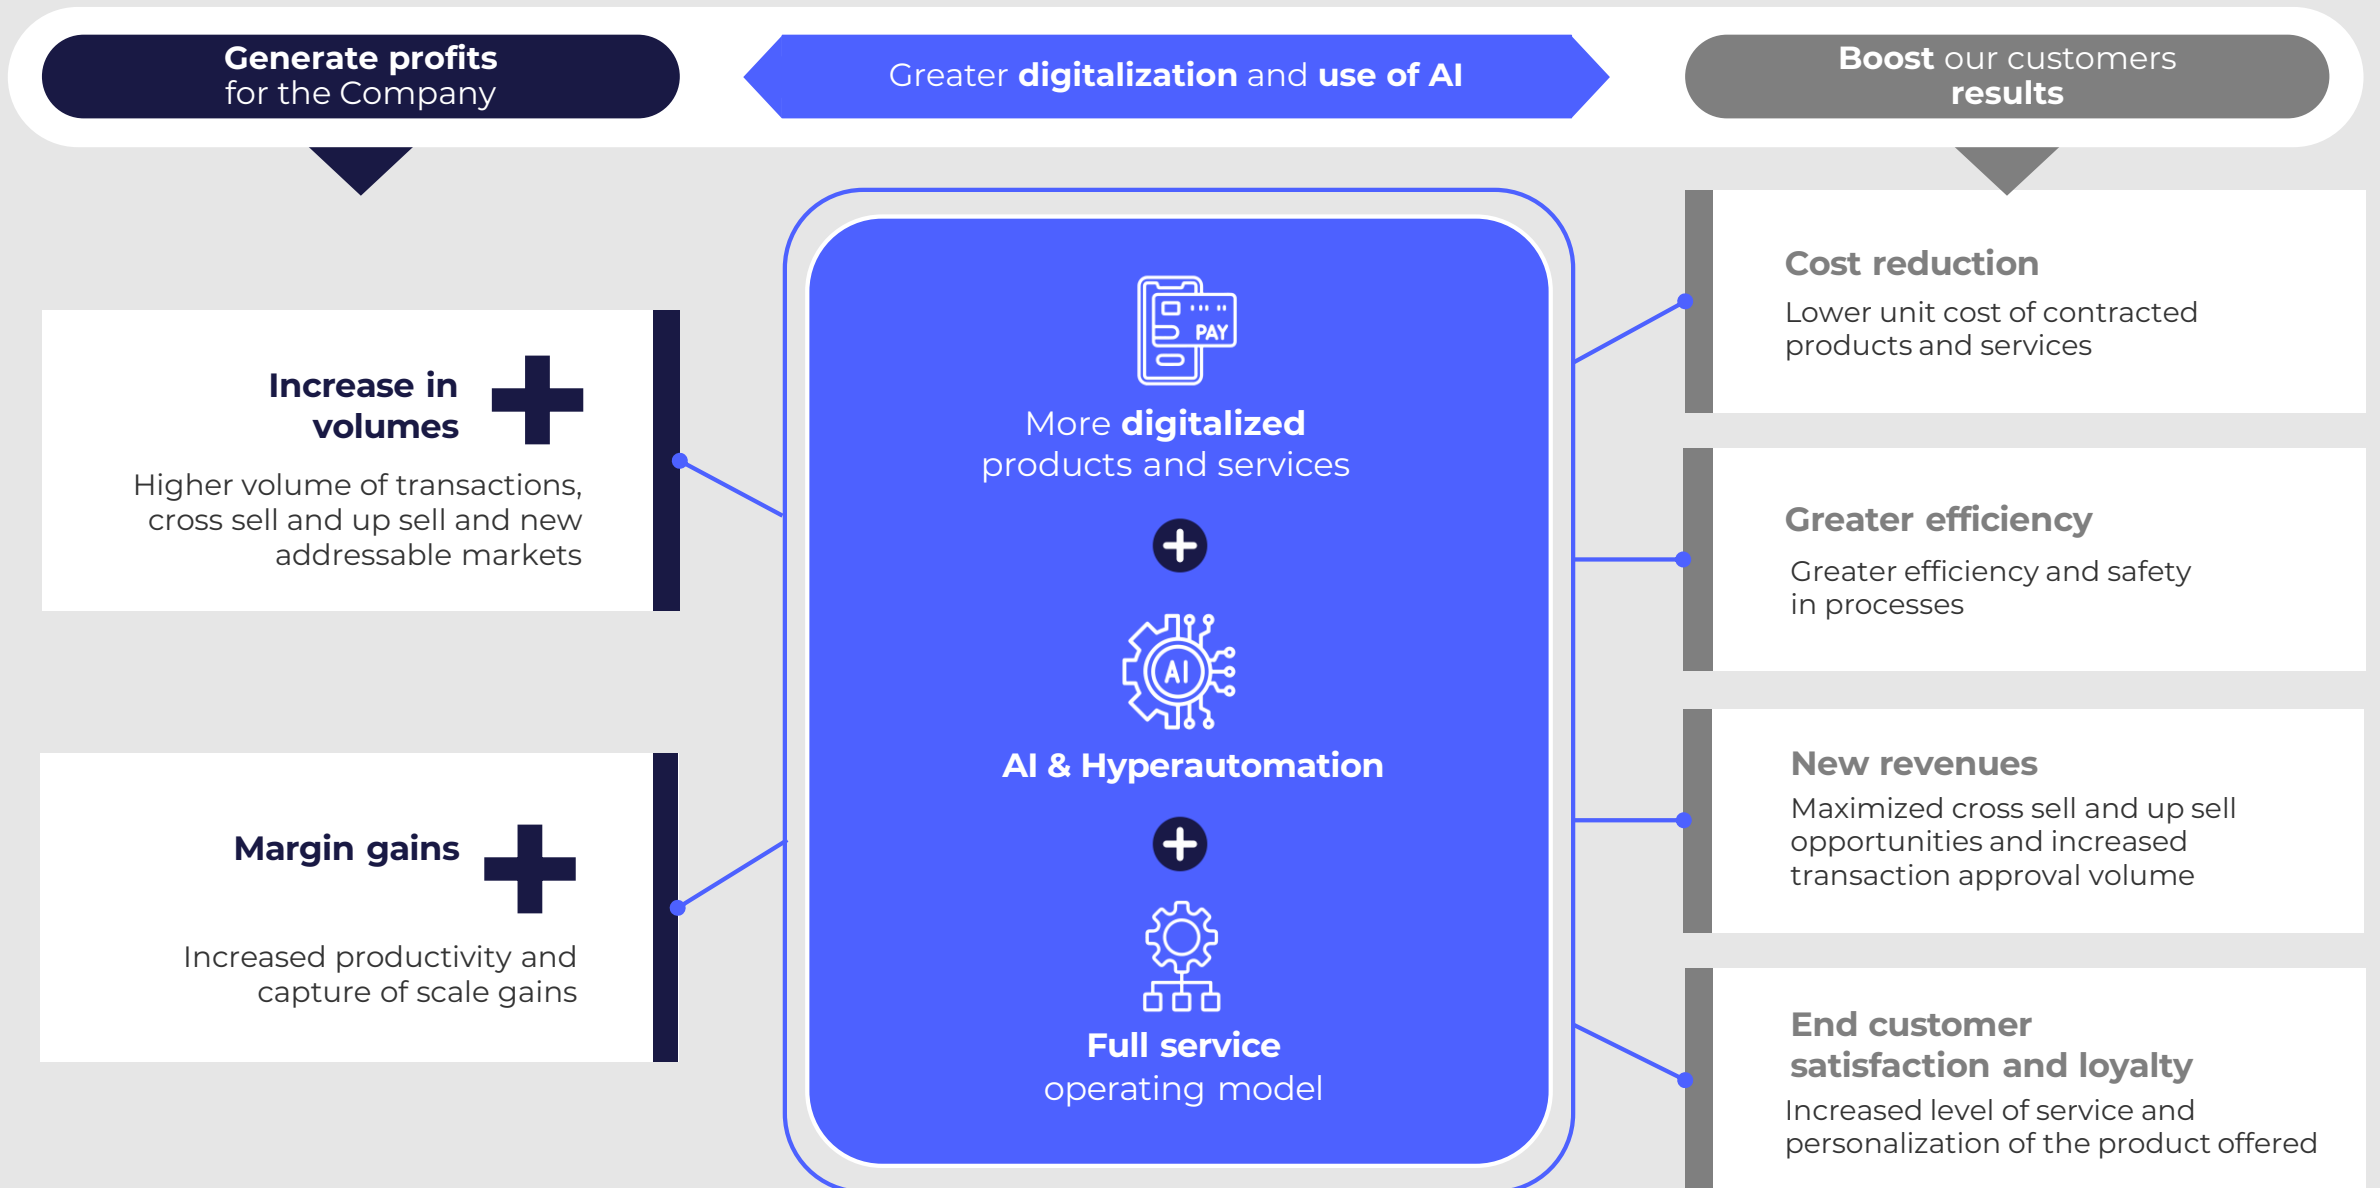 Generate profits
for the Company
Greater digitalization and use of AI
Boost our customers
results
Increase in
volumes
Higher volume of transactions,
cross sell and up sell and new
addressable markets
Margin gains
Increased productivity and
capture of scale gains
PAY
More digitalized
products and services
AI
AI & Hyperautomation
Full service
operating model
Cost reduction
Lower unit cost of contracted
products and services
Greater efficiency
Greater efficiency and safety
in processes
New revenues
Maximized cross sell and up sell
opportunities and increased
transaction approval volume
End customer
satisfaction and loyalty
Increased level of service and
personalization of the product offered